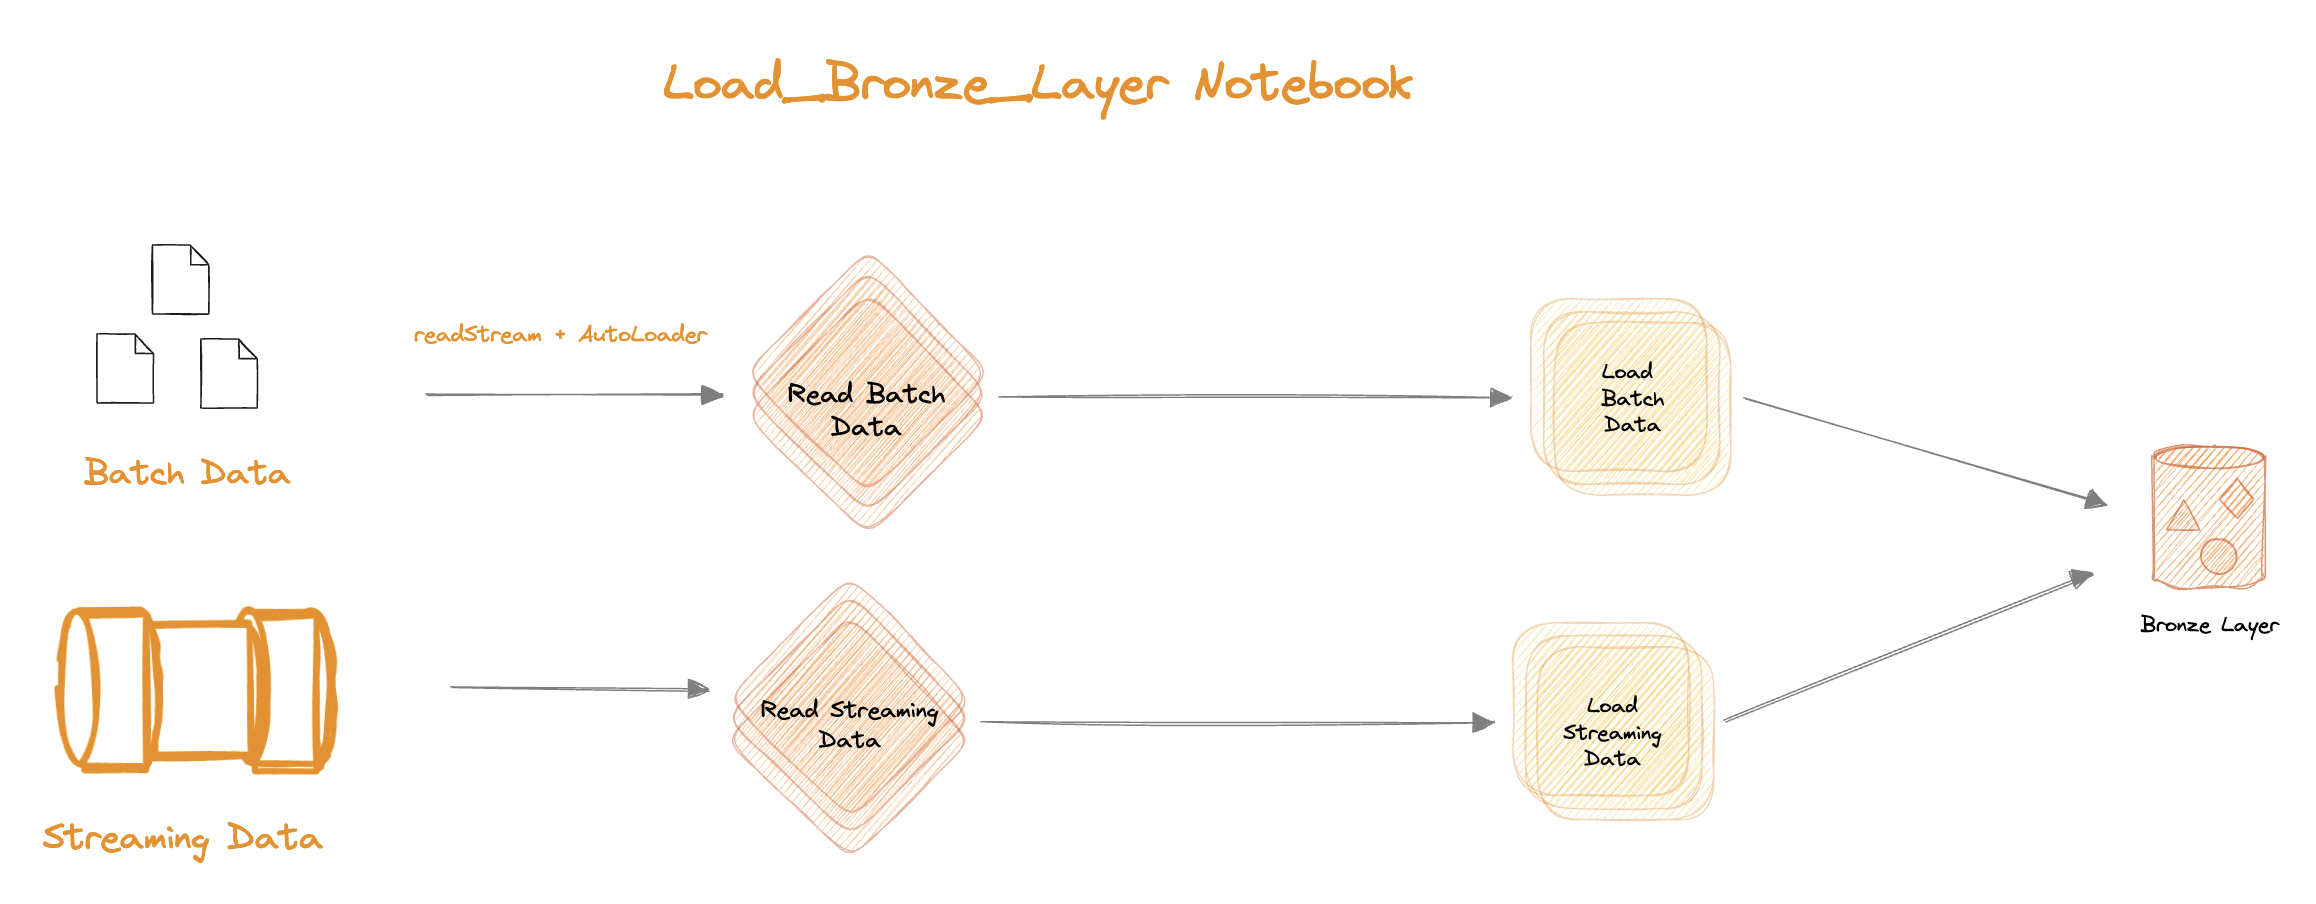 Load_Bronze_Layer Notebook
readStream + AutoLoader
Batch Data
Read Batch
Data
Load
Batch
Data
Bronze Layer
Streaming Data
Read Streaming
Data
Load
Streaming
Data